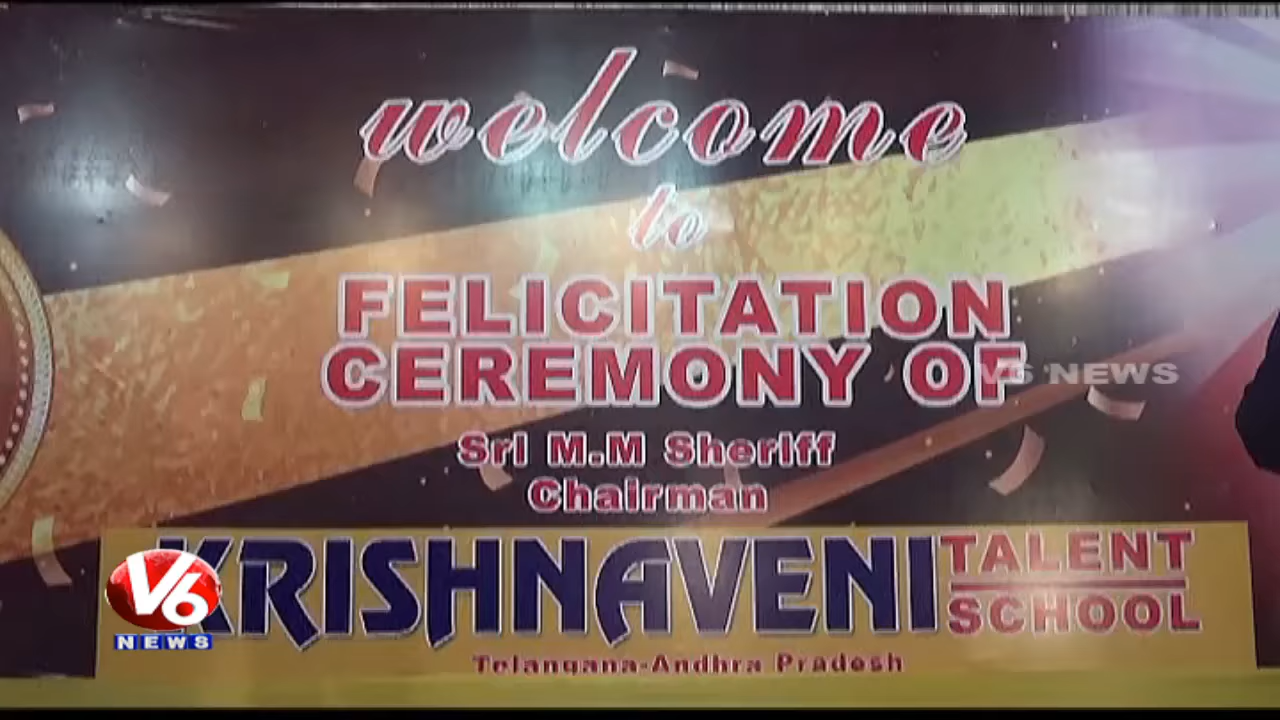 welcome
to
FELICITATION
CEREMONY OF
V6 NEWS
Sri M.M Sheriff
Chairman
KRISHNAVENI TALENT SCHOOL
V6
NEWS
Telangana-Andhra Pradesh